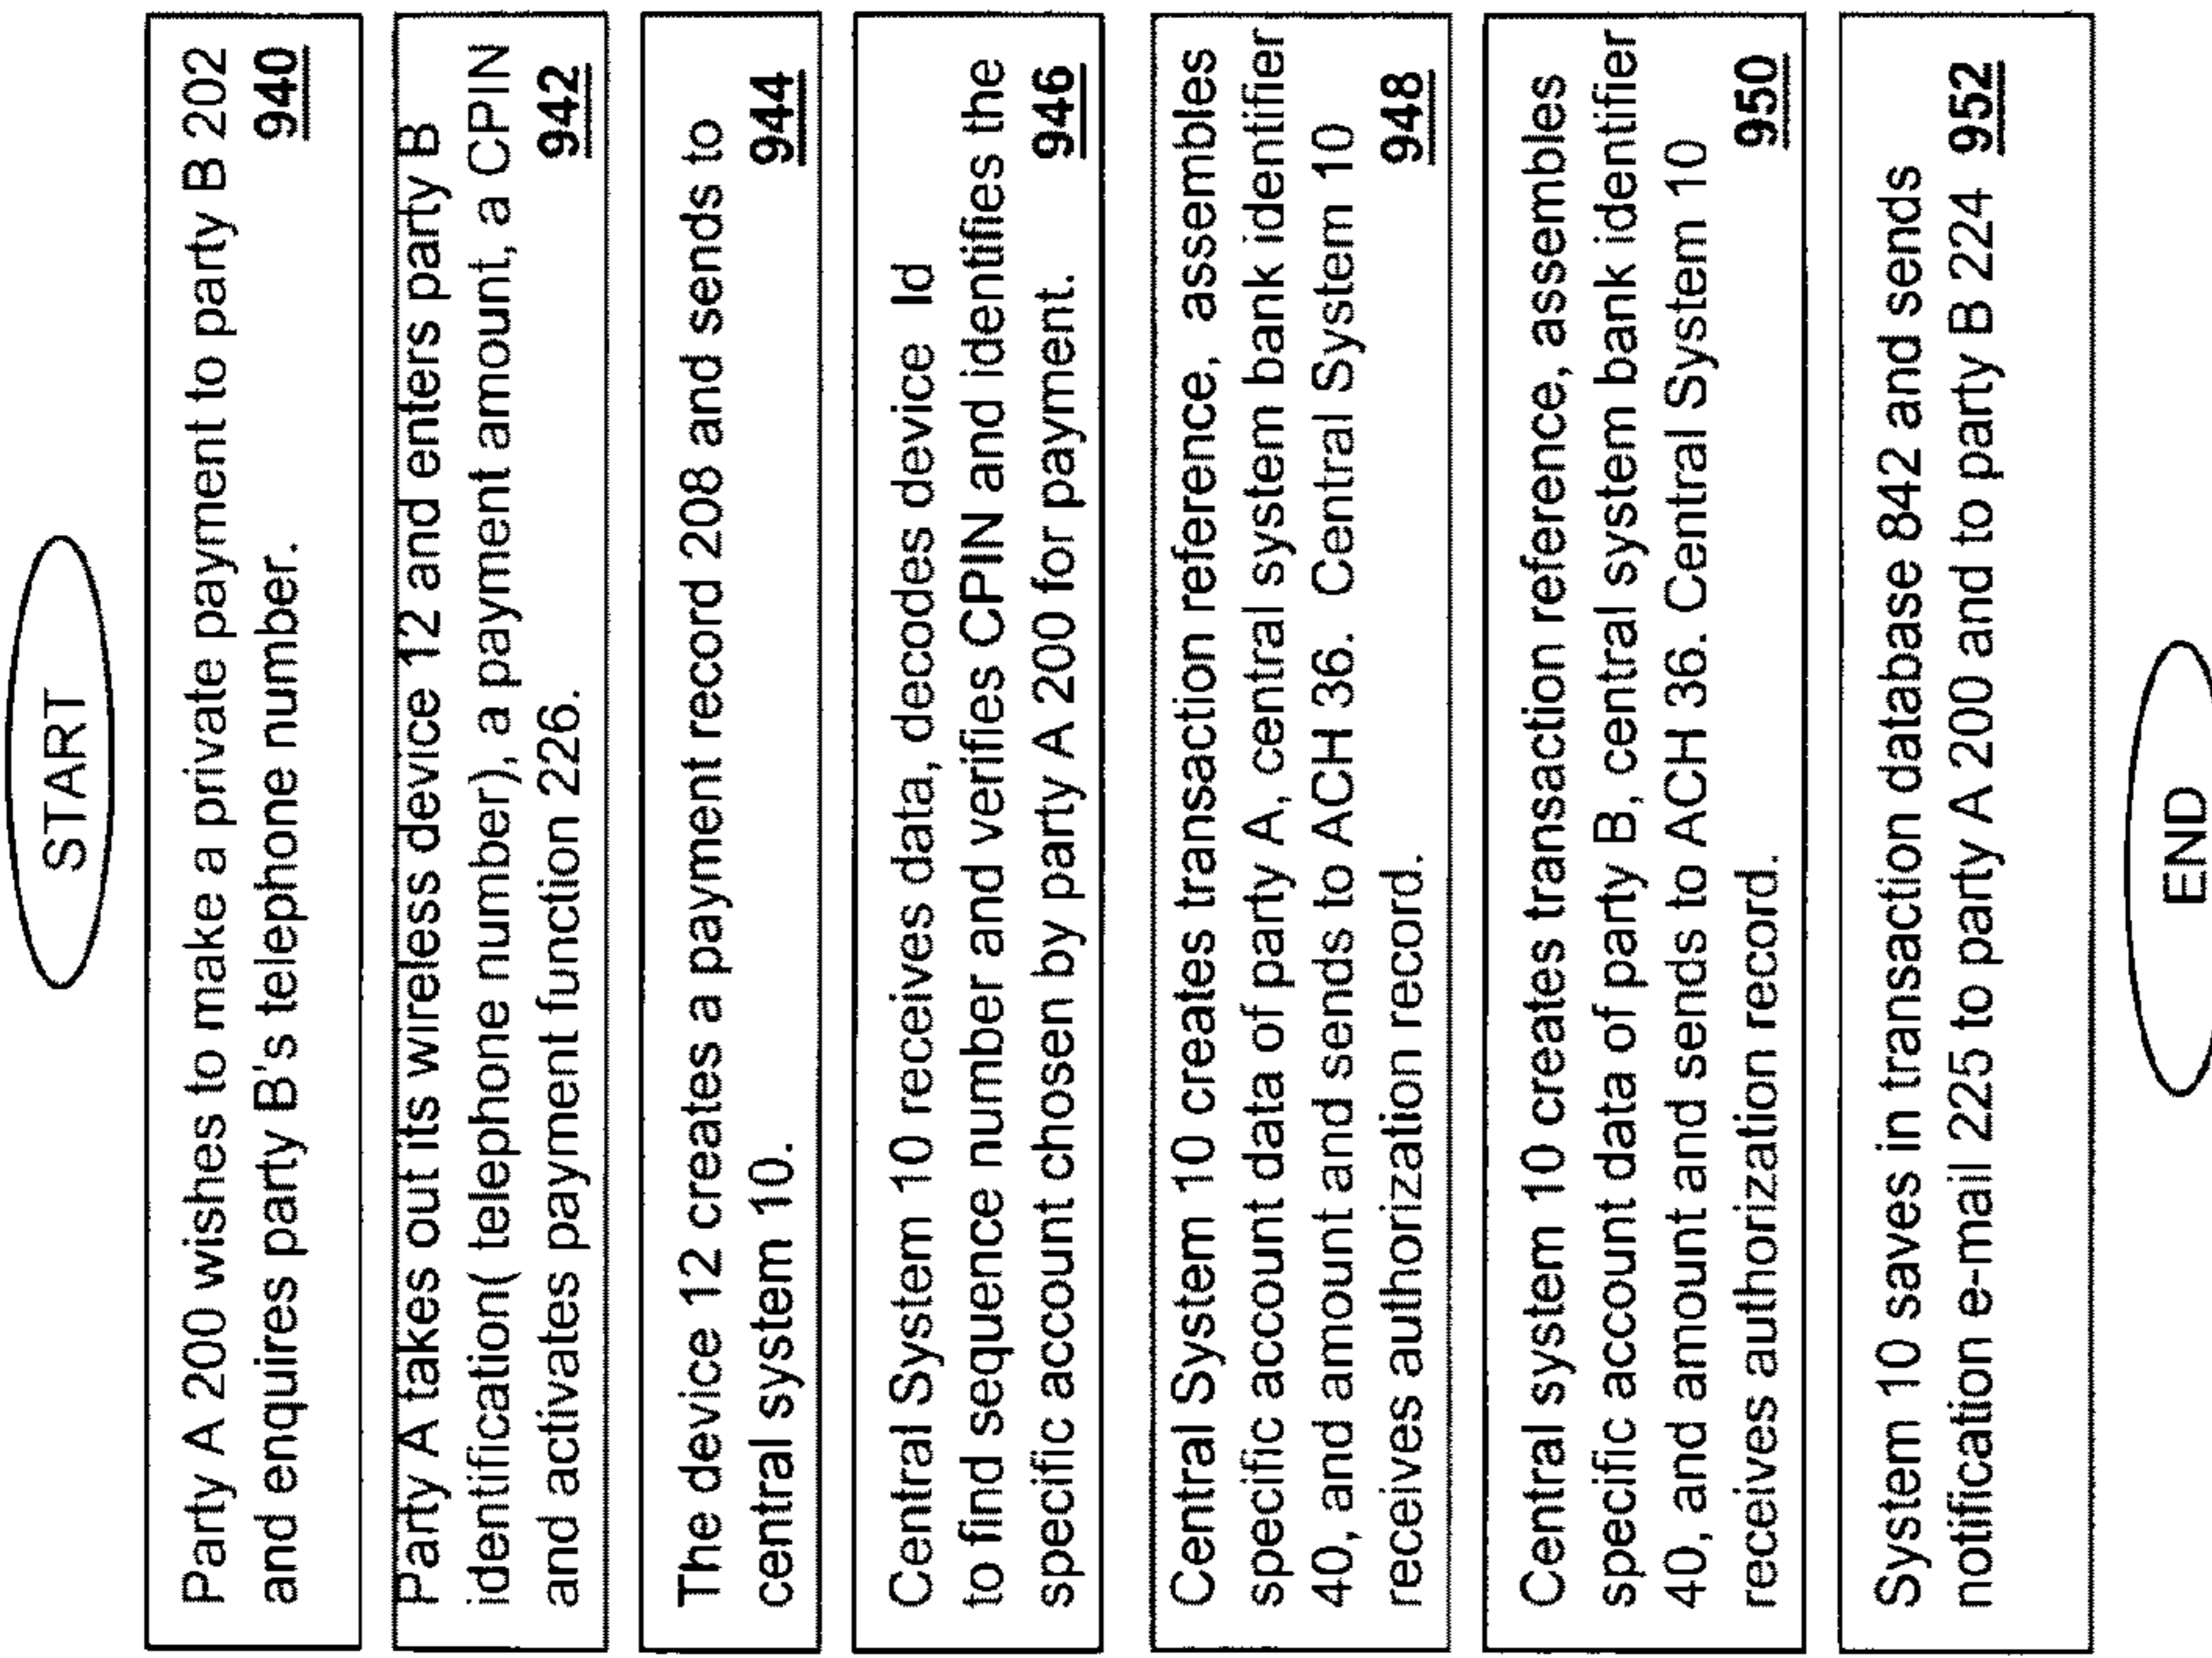 START
Party A 200 wishes to make a private payment to party B 202
and enquires party B's telephone number. 940
Party A takes out its wireless device 12 and enters party B
identification( telephone number), a payment amount, a CPIN
and activates payment function 226. 942
The device 12 creates a payment record 208 and sends to
central system 10. 944
Central System 10 receives data, decodes device Id
to find sequence number and verifies CPIN and identifies the
specific account chosen by party A 200 for payment. 946
Central System 10 creates transaction reference, assembles
specific account data of party A, central system bank identifier
40, and amount and sends to ACH 36. Central System 10
receives authorization record. 948
Central system 10 creates transaction reference, assembles
specific account data of party B, central system bank identifier
40, and amount and sends to ACH 36. Central System 10
receives authorization record. 950
System 10 saves in transaction database 842 and sends
notification e-mail 225 to party A 200 and to party B 224 952
END